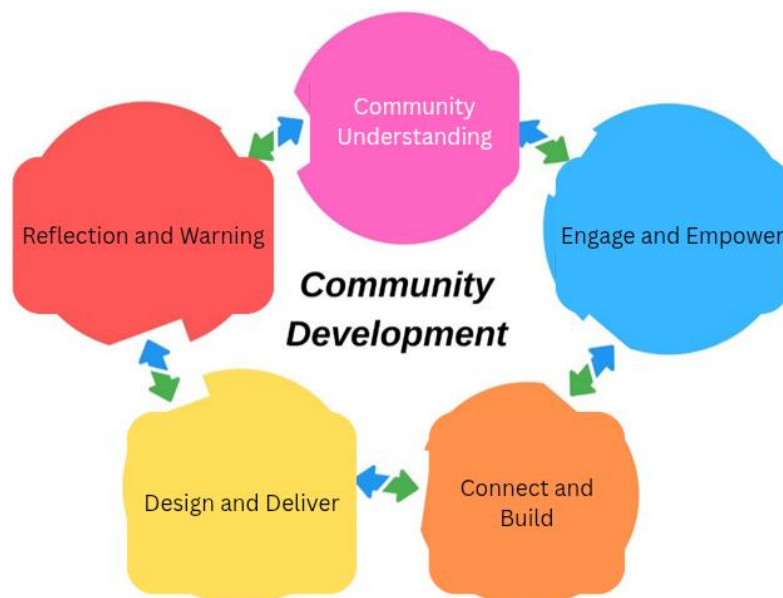 Community
Understanding
Reflection and Warning
Engage and Empower
Community
Development
Design and Deliver
Connect and
Build